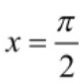 x = π/2